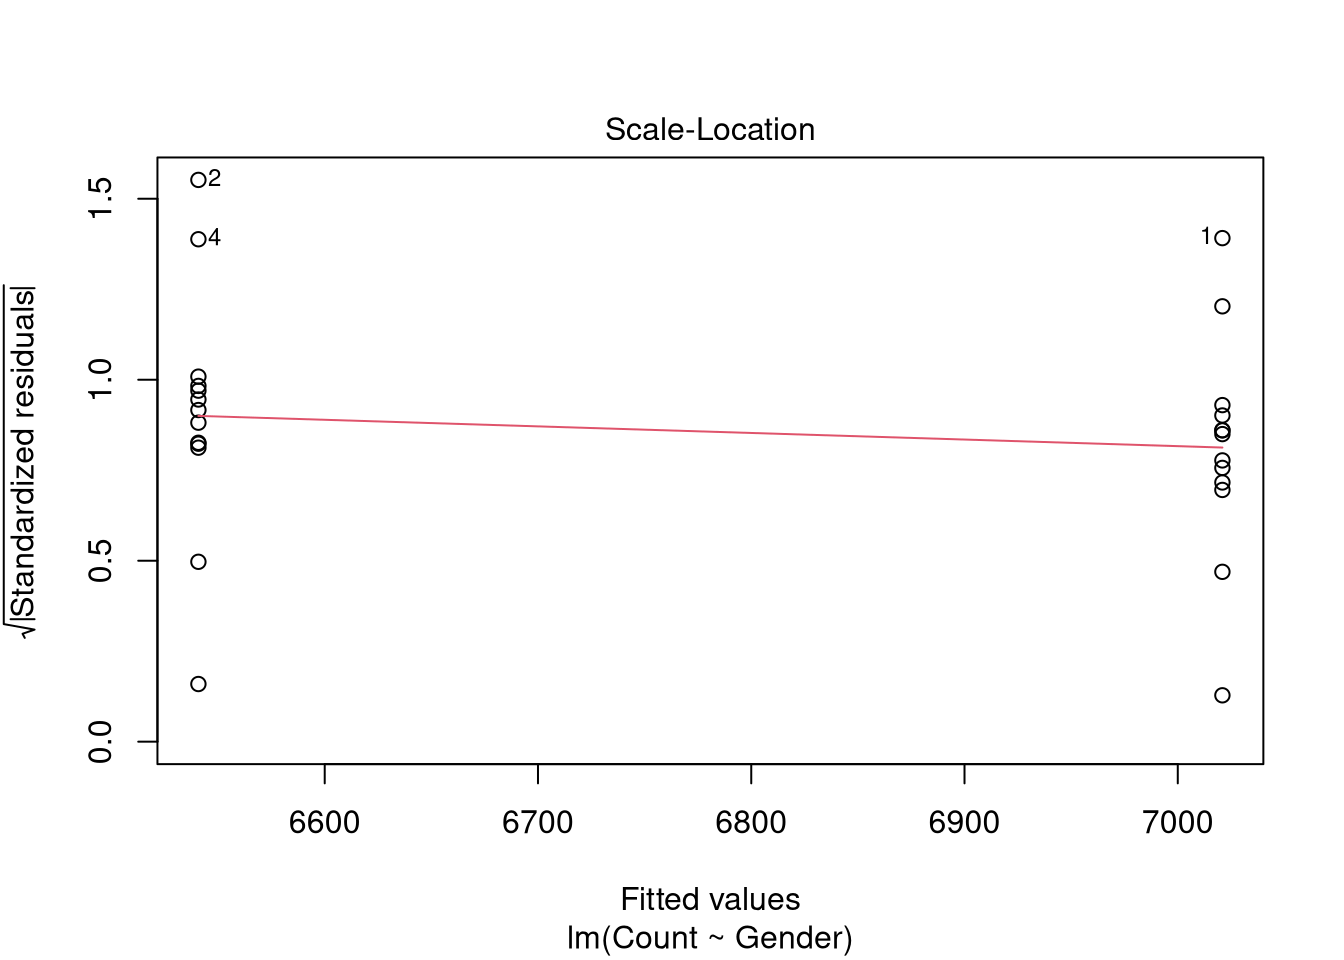 Scale-Location
2
4
1
1.5
1.0
0.5
0.0
√|Standardized residuals|
6600 6700 6800 6900 7000
Fitted values
lm(Count ~ Gender)